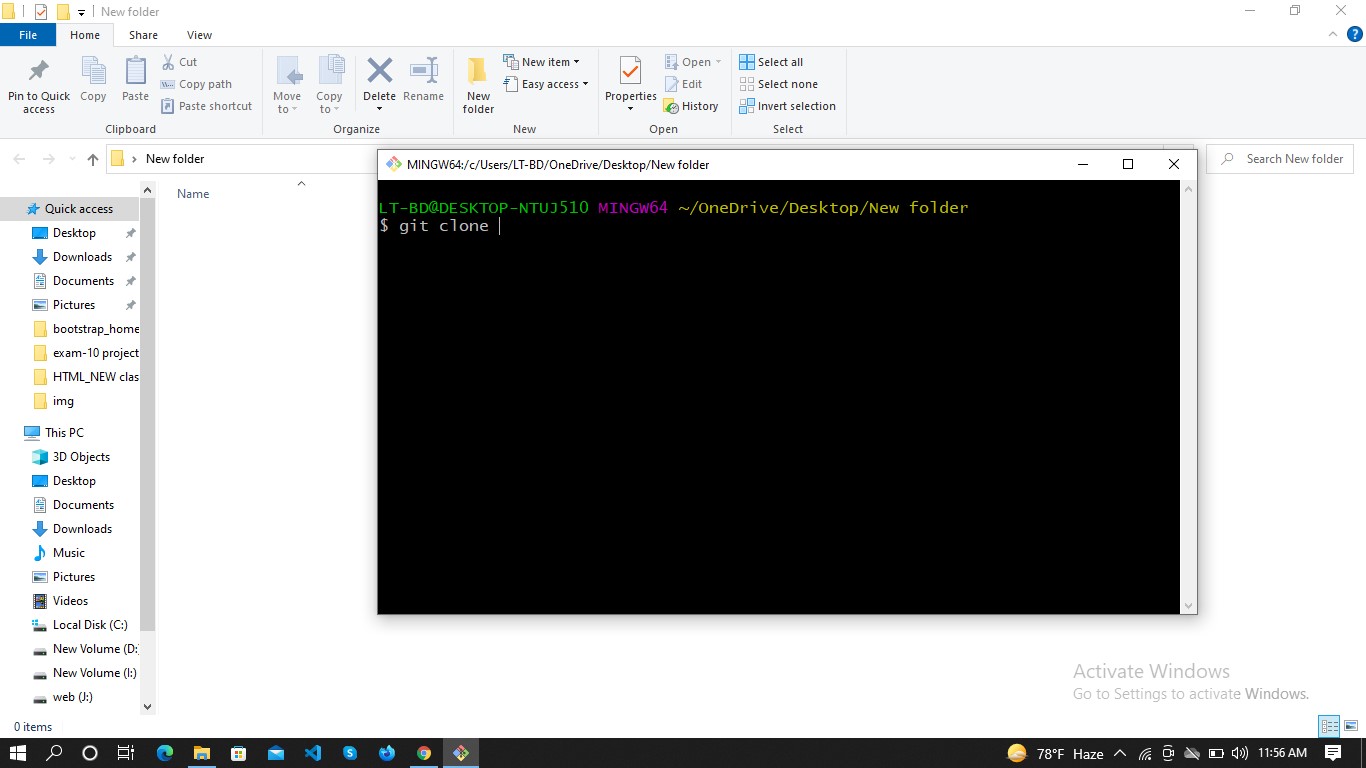 New folder
File Home Share View
Pin to Quick access
Copy
Paste
Cut
Copy path
Paste shortcut
Clipboard
Move to
Copy to
Delete
Rename
Organize
New folder
New item
Easy access
New
Properties
Open
Edit
History
Open
Select all
Select none
Invert selection
Select
New folder
Search New folder
MINGW64:/c/Users/LT-BD/OneDrive/Desktop/New folder
LT-BD@DESKTOP-NTUJ510 MINGW64 ~/OneDrive/Desktop/New folder
$ git clone
Name
Quick access
Desktop
Downloads
Documents
Pictures
bootstrap_home
exam-10 project
HTML_NEW clas
img
This PC
3D Objects
Desktop
Documents
Downloads
Music
Pictures
Videos
Local Disk (C:)
New Volume (D:
New Volume (I:)
web (J:)
Activate Windows
Go to Settings to activate Windows.
0 items
78°F Haze
11:56 AM